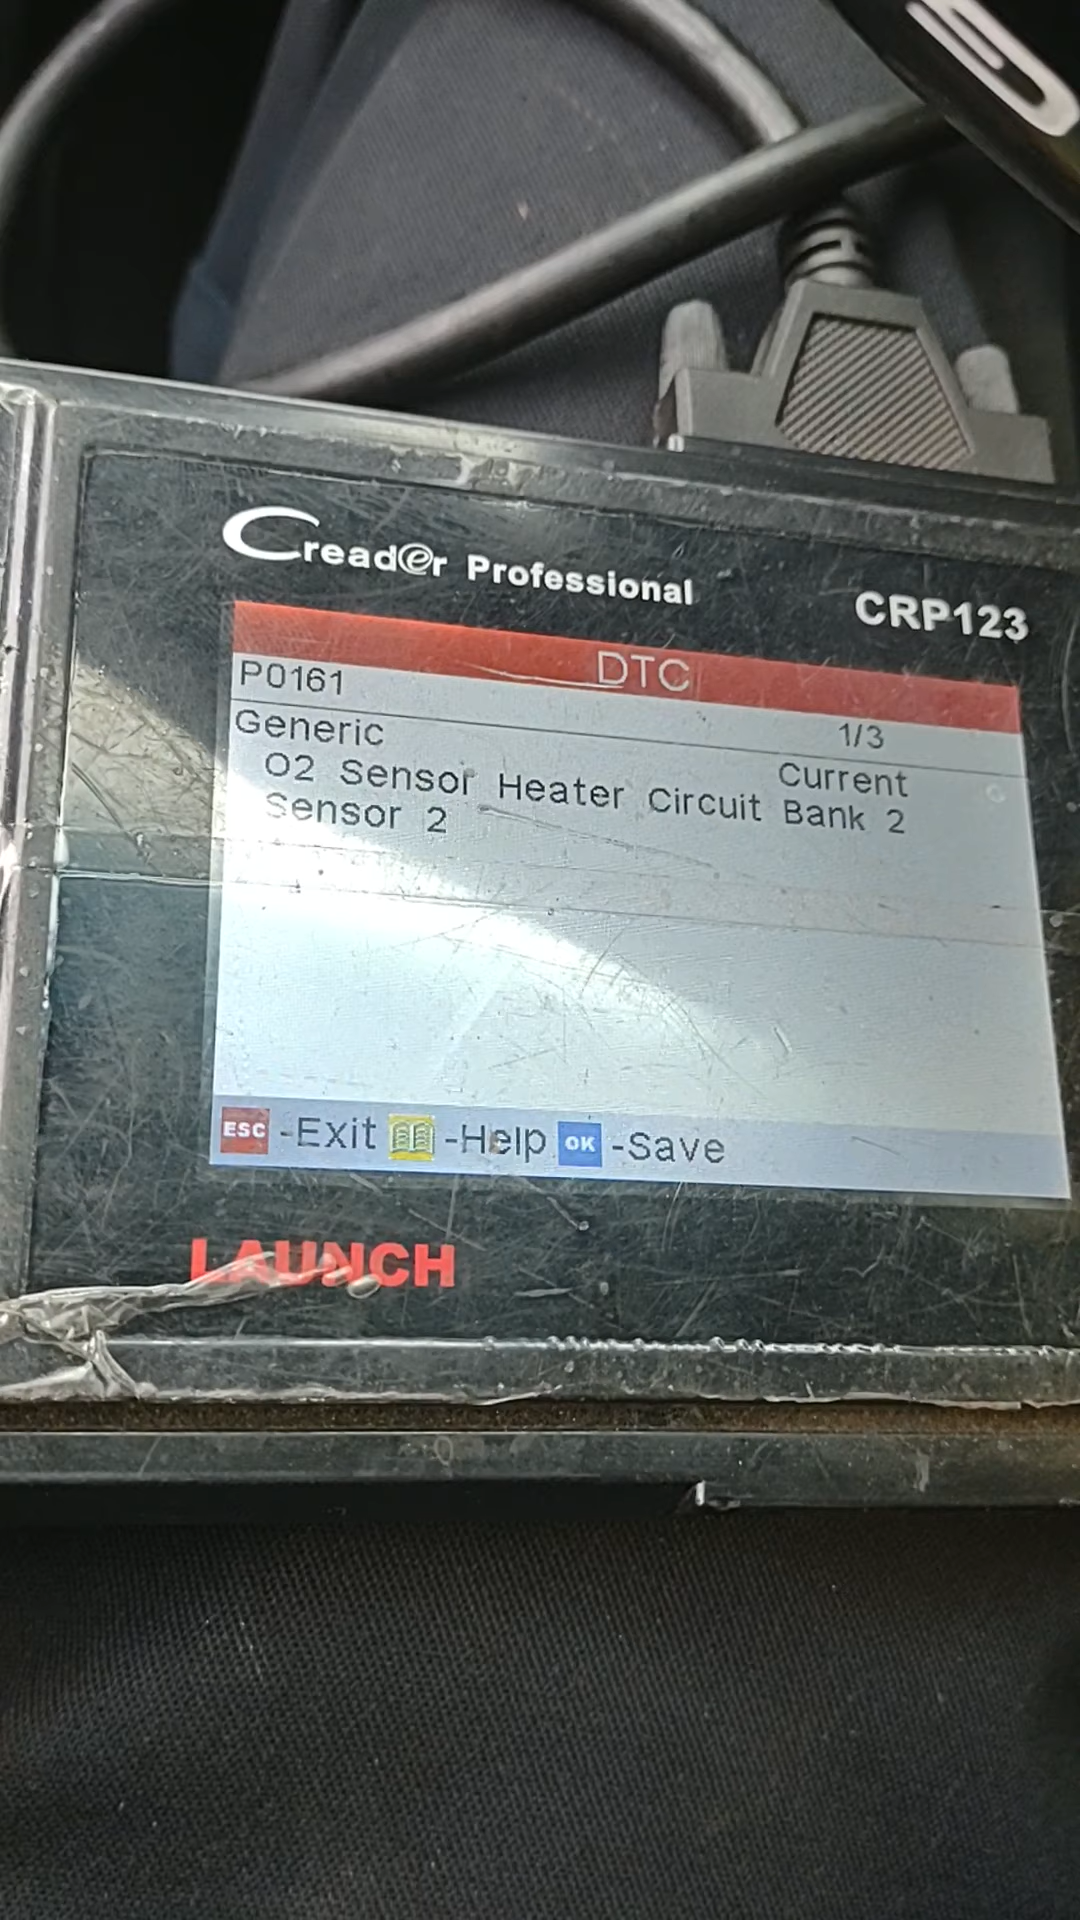 Creader Professional
CRP123
DTC
P0161
1/3
Generic
Current
O2 Sensor Heater Circuit Bank 2
Sensor 2
ESC -Exit -Help OK -Save
LAUNCH